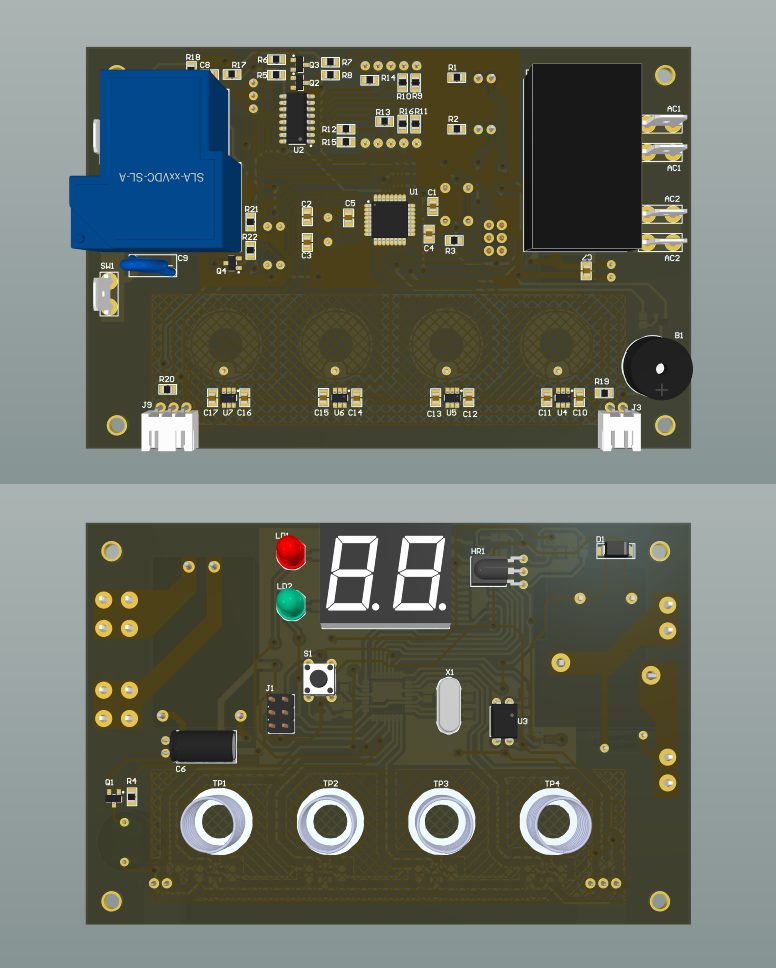 R18
C8
R17
R6
R5
Q3
Q2
R7
R8
R14
R10
R9
R1
AC1
AC1
AC2
AC2
R13
R16
R11
R12
R15
R2
U2
SLA-xxVDC-SL-A
R21
R22
Q4
C9
SW1
C2
C3
C5
U1
C1
C4
R3
B1
R20
J9
C17
U7
C16
C15
U6
C14
C13
U5
C12
C11
U4
C10
R19
J3
LD1
LD2
88
HR1
D1
S1
J1
X1
U3
C6
Q1
R4
TP1
TP2
TP3
TP4